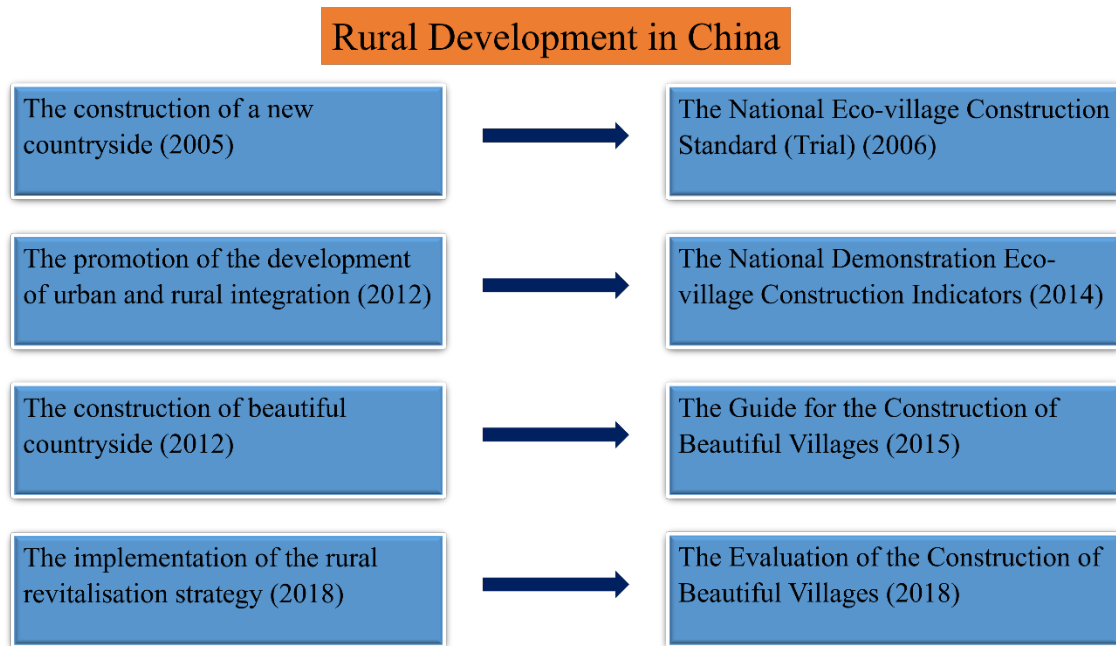 Rural Development in China
The construction of a new
countryside (2005)
The National Eco-village Construction
Standard (Trial) (2006)
The promotion of the development
of urban and rural integration (2012)
The National Demonstration Eco-
village Construction Indicators (2014)
The construction of beautiful
countryside (2012)
The Guide for the Construction of
Beautiful Villages (2015)
The implementation of the rural
revitalisation strategy (2018)
The Evaluation of the Construction of
Beautiful Villages (2018)